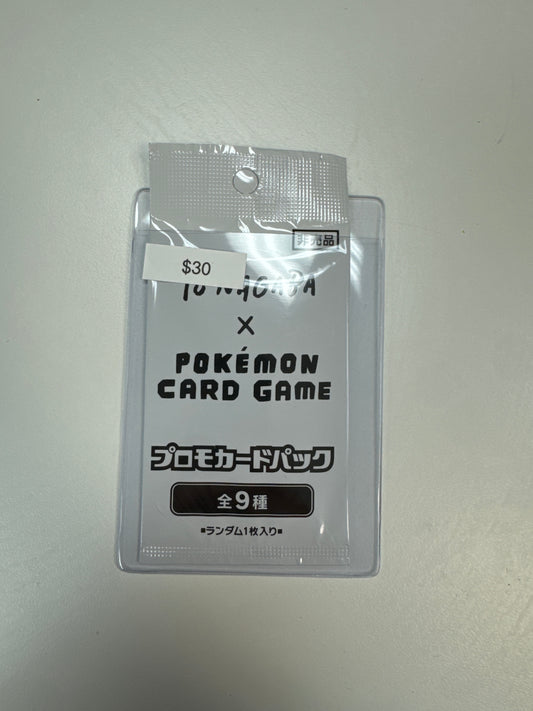 非売品
$30
YU NAGABA
X
POKÉMON
CARD GAME
プロモカードパック
全9種
▪ランダム1枚入り▪